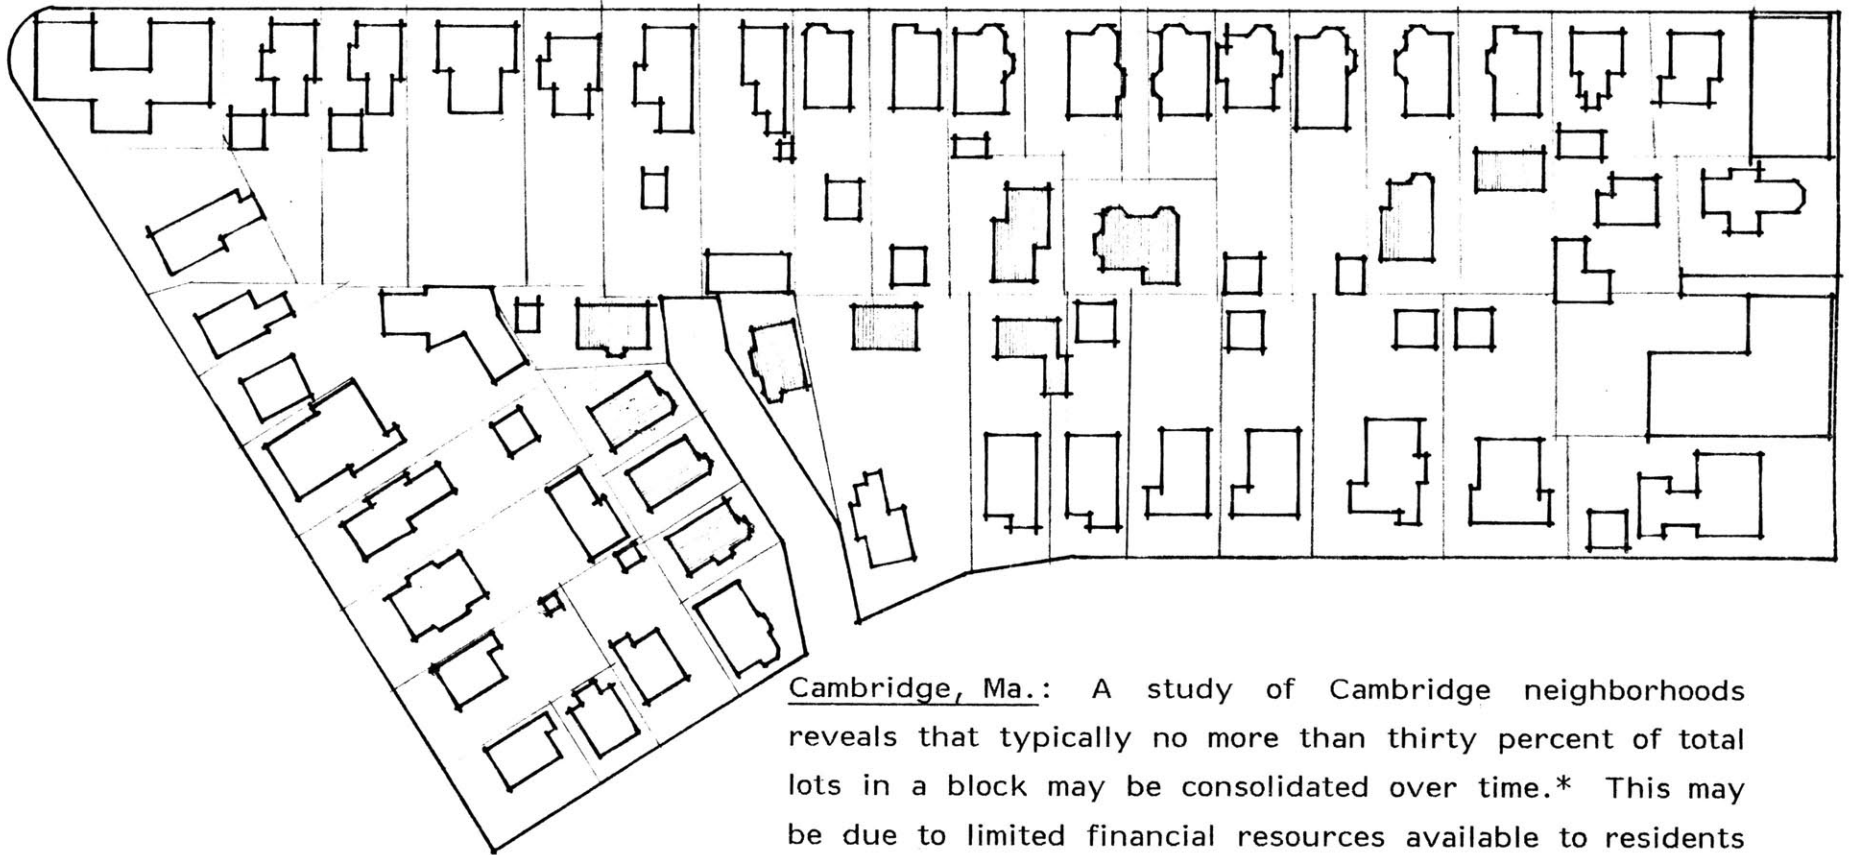 Cambridge, Ma.: A study of Cambridge neighborhoods
reveals that typically no more than thirty percent of total
lots in a block may be consolidated over time.* This may
be due to limited financial resources available to residents